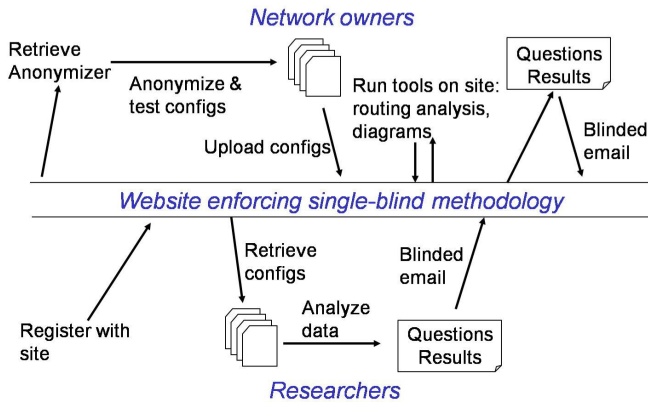 Network owners
Retrieve
Anonymizer
Anonymize &
test configs
Upload configs
Run tools on site:
routing analysis,
diagrams
Questions
Results
Blinded
email
Website enforcing single-blind methodology
Register with
site
Retrieve
configs
Analyze
data
Blinded
email
Questions
Results
Researchers